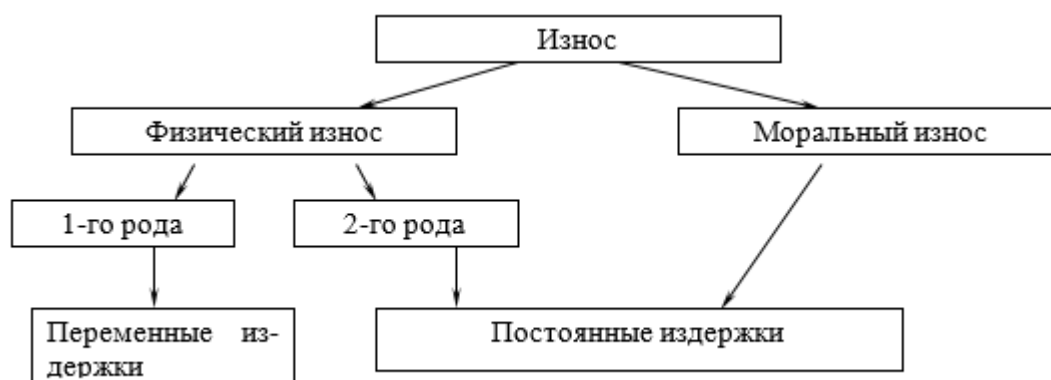 Износ
Физический износ
Моральный износ
1-го рода
2-го рода
Переменные из-
держки
Постоянные издержки